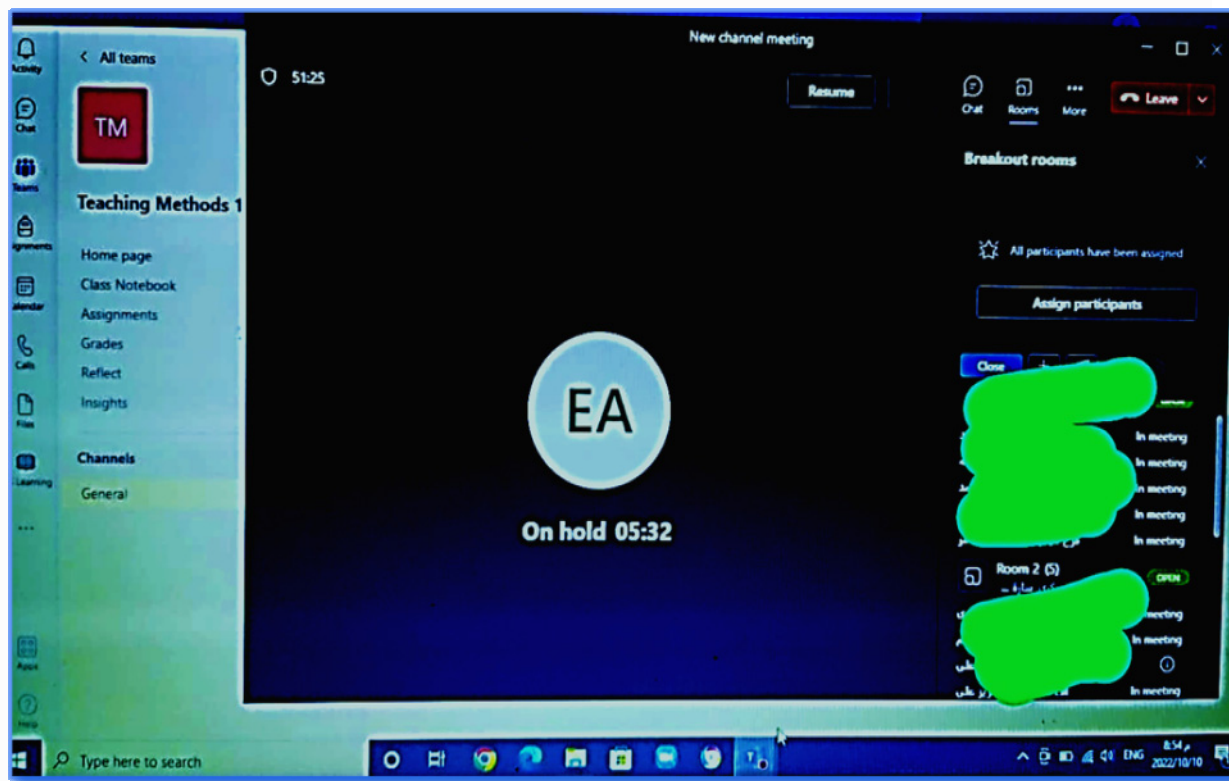 New channel meeting
Activity
Chat
Teams
Calls
Files
Apps
Help
All teams
TM
Teaching Methods 1
Home page
Class Notebook
Assignments
Grades
Reflect
Insights
Channels
General
51:25
Resume
Chat
Rooms
More
Leave
EA
On hold 05:32
Breakout rooms
All participants have been assigned
Assign participants
Close
In meeting
In meeting
In meeting
In meeting
In meeting
Room 2 (5)
OPEN
meeting
In meeting
In meeting
Type here to search
ENG
8:54 م
2022/10/10